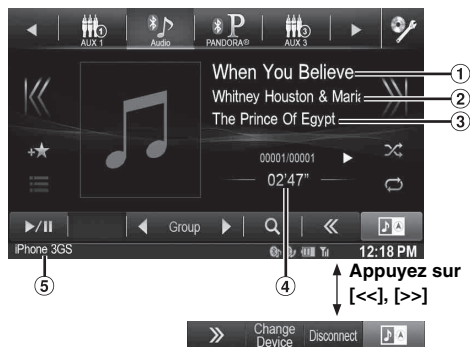 AUX 1
Audio
PANDORA®
AUX 3
When You Believe
1
Whitney Houston & Maria
2
The Prince Of Egypt
3
00001/00001
02'47"
Group
iPhone 3GS
12:18 PM
5
4
Appuyez sur
[<<], [>>]
Change
Device
Disconnect